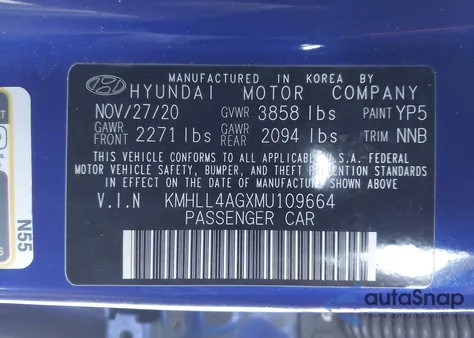 MANUFACTURED IN KOREA BY
HYUNDAI MOTOR COMPANY
NOV/27/20 GVWR 3858 lbs PAINT YP5
GAWR FRONT 2271 lbs GAWR REAR 2094 lbs TRIM NNB
THIS VEHICLE CONFORMS TO ALL APPLICABLE U.S.A. FEDERAL
MOTOR VEHICLE SAFETY, BUMPER, AND THEFT PREVENTION STANDARDS
IN EFFECT ON THE DATE OF MANUFACTURE SHOWN ABOVE.
V.I.N KMHLL4AGXMU109664
PASSENGER CAR
N55
autoSnap